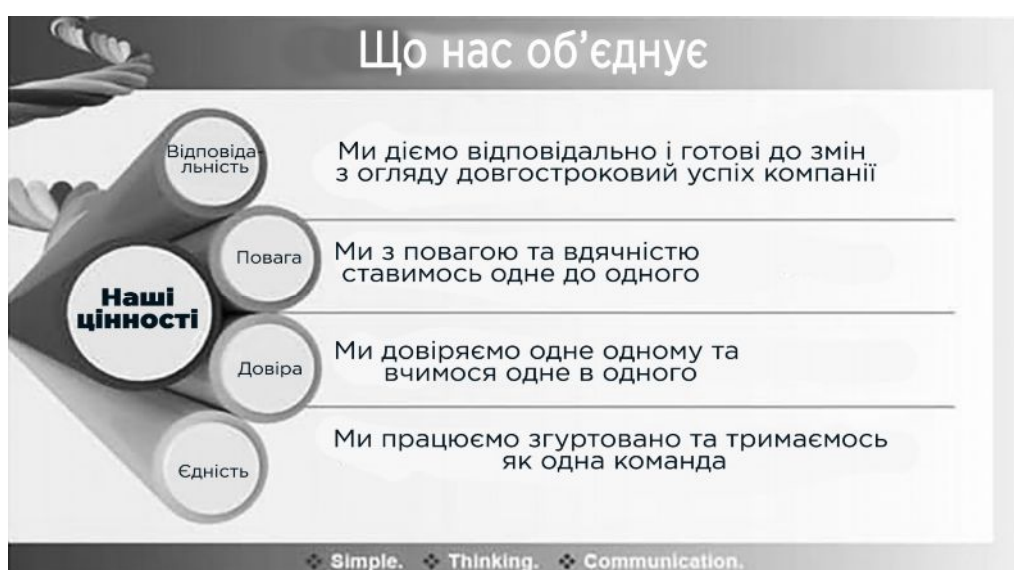 Що нас об’єднує
Відповіда-
льність
Ми діємо відповідально і готові до змін
з огляду довгостроковий успіх компанії
Повага
Ми з повагою та вдячністю
ставимось одне до одного
Наші
цінності
Довіра
Ми довіряємо одне одному та
вчимося одне в одного
Єдність
Ми працюємо згуртовано та тримаємось
як одна команда
❖ Simple. ❖ Thinking. ❖ Communication.